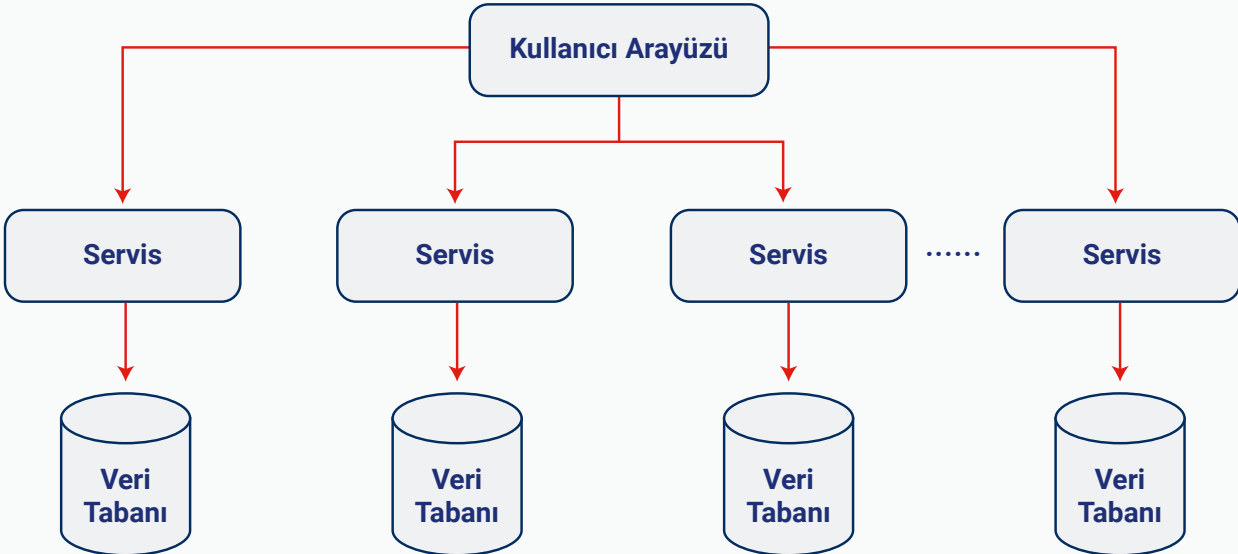 Kullanıcı Arayüzü
Servis
Servis
Servis
......
Servis
Veri
Tabanı
Veri
Tabanı
Veri
Tabanı
Veri
Tabanı